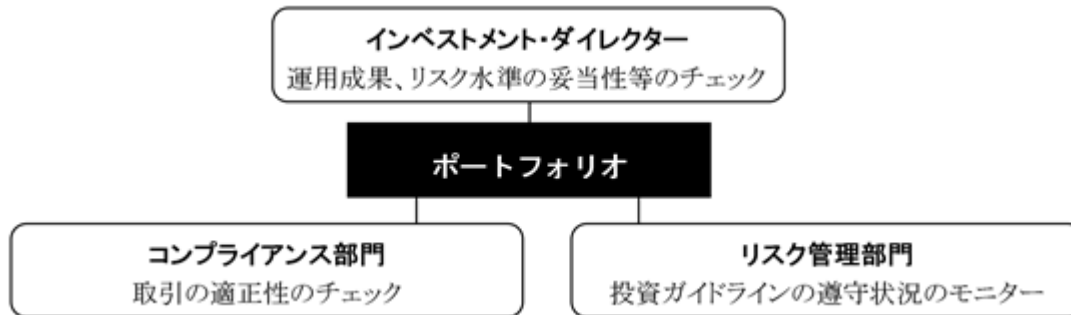 インベストメント・ダイレクター
運用成果、リスク水準の妥当性等のチェック
ポートフォリオ
コンプライアンス部門
取引の適正性のチェック
リスク管理部門
投資ガイドラインの遵守状況のモニター